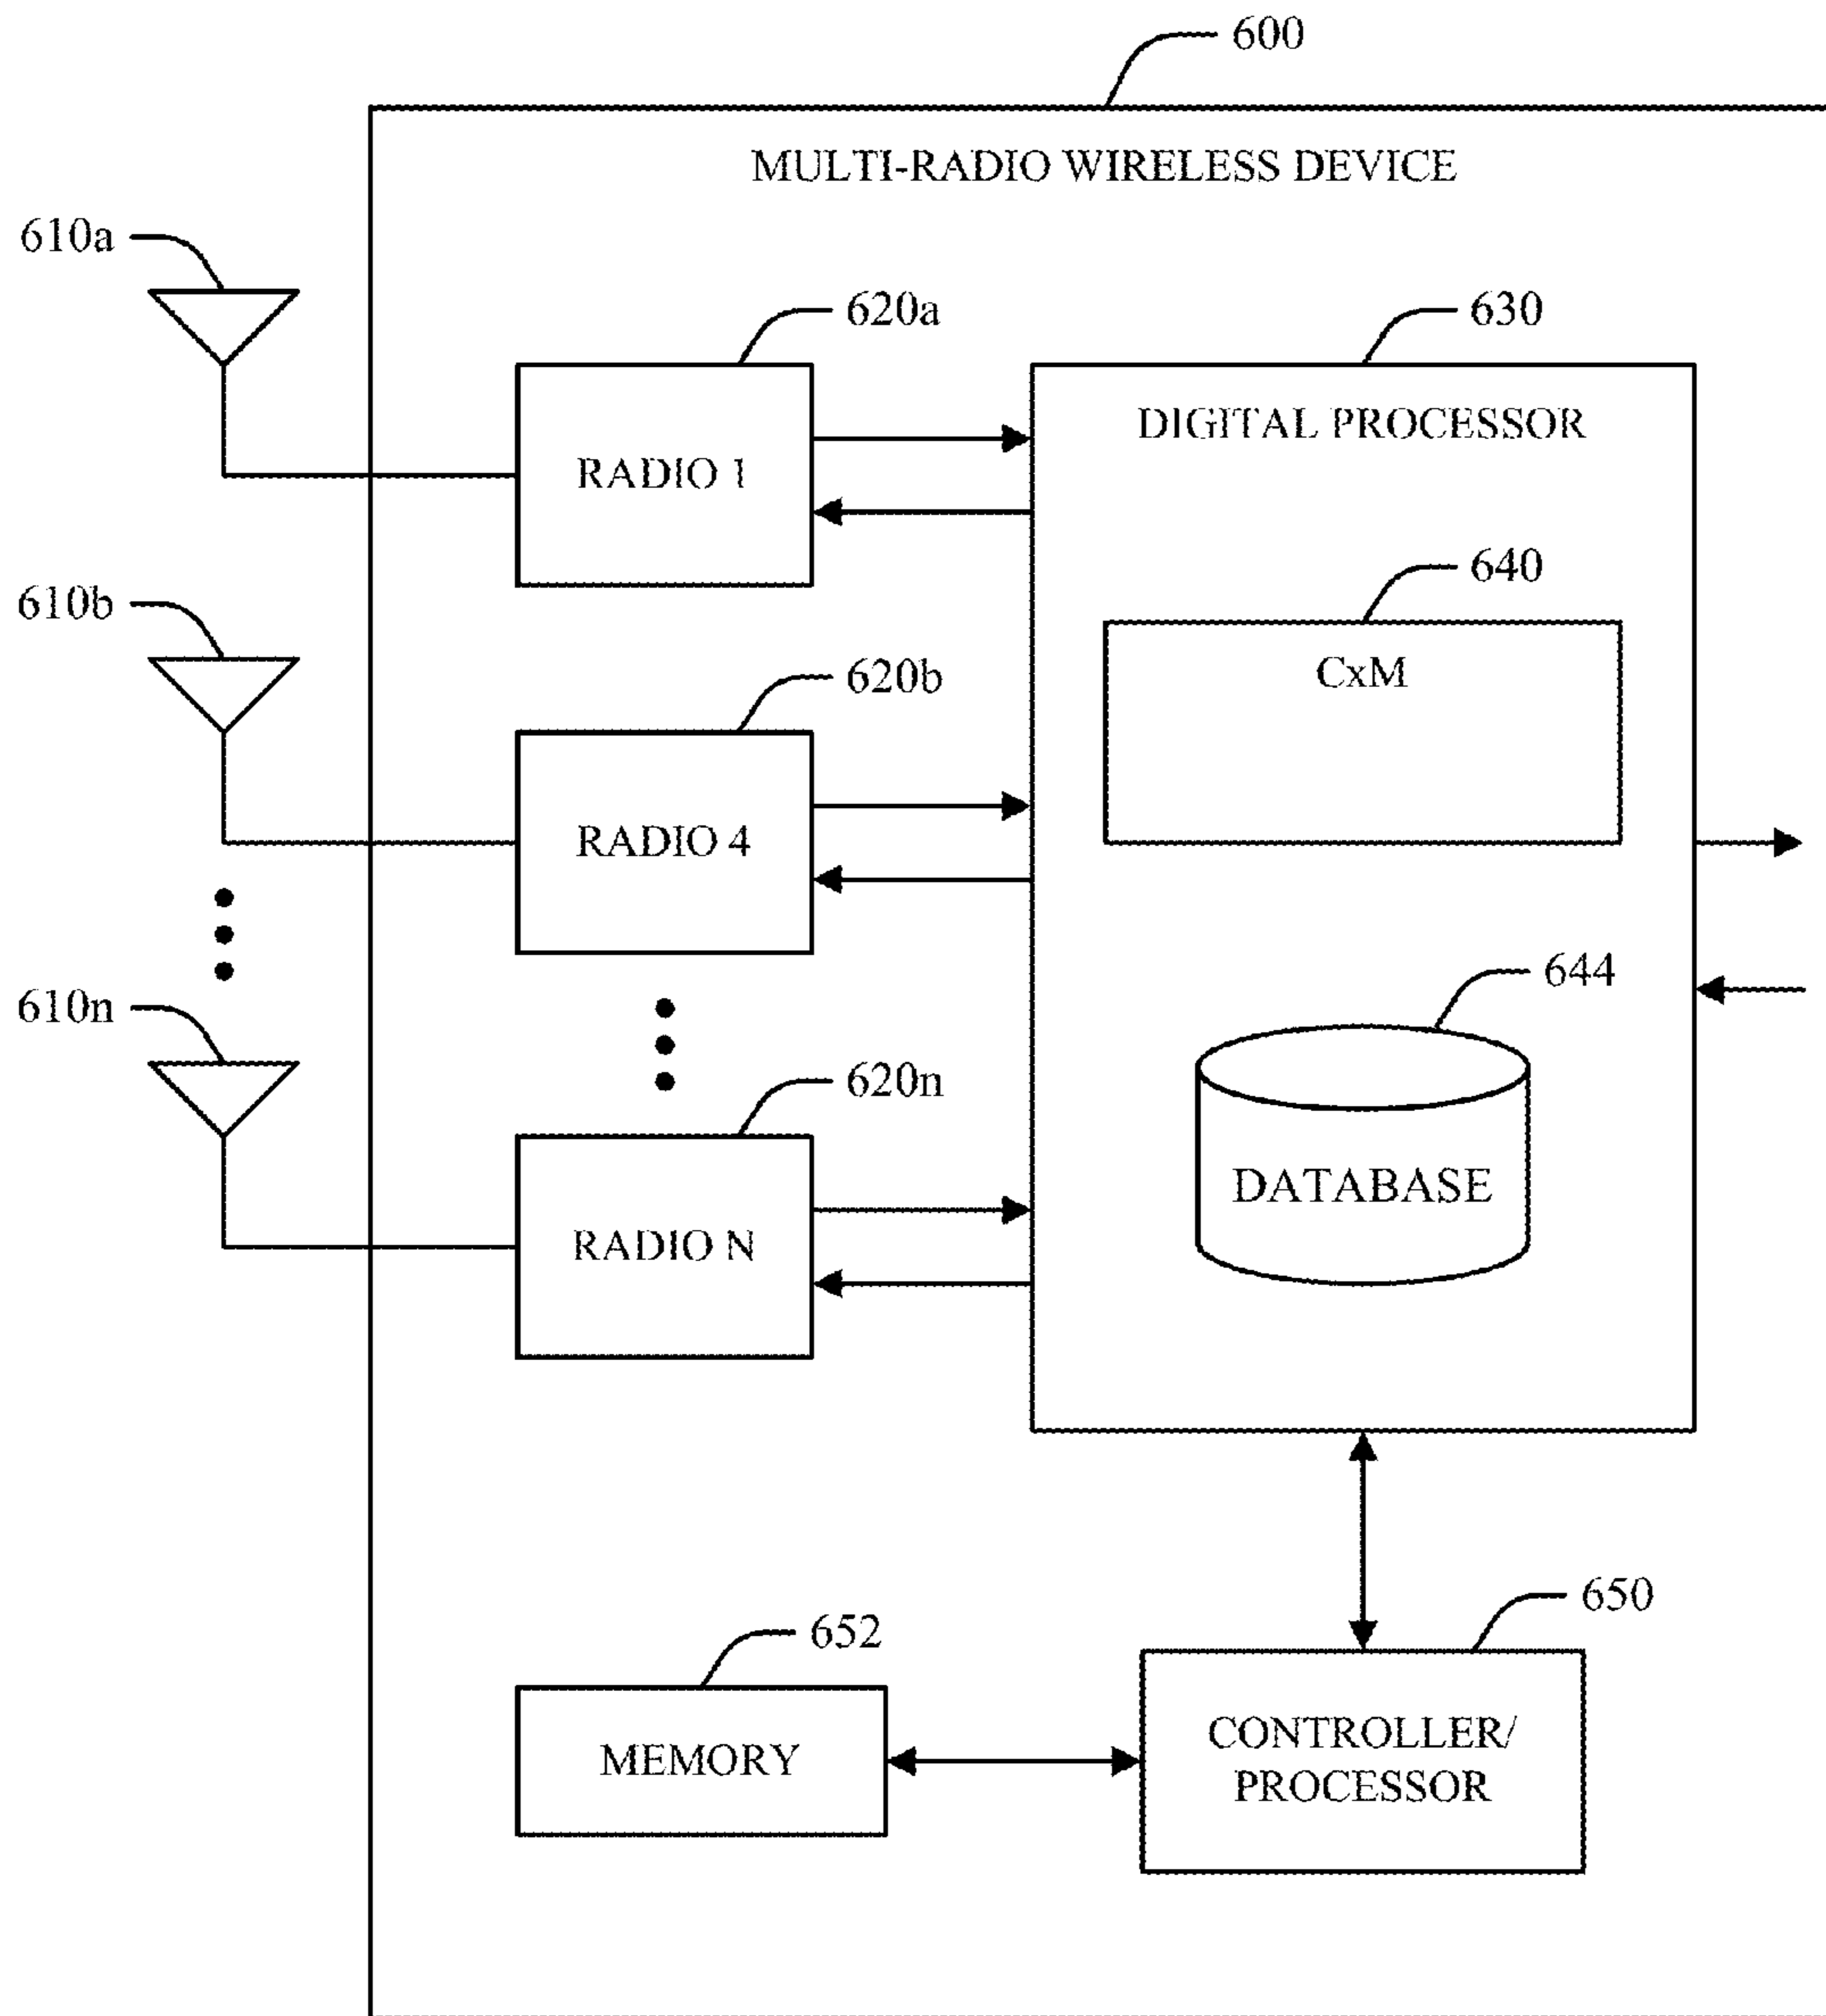 600
MULTI-RADIO WIRELESS DEVICE
610a
620a
630
DIGITAL PROCESSOR
RADIO 1
640
610b
CxM
620b
RADIO 4
644
610n
620n
DATABASE
RADIO N
650
652
CONTROLLER/
MEMORY
PROCESSOR